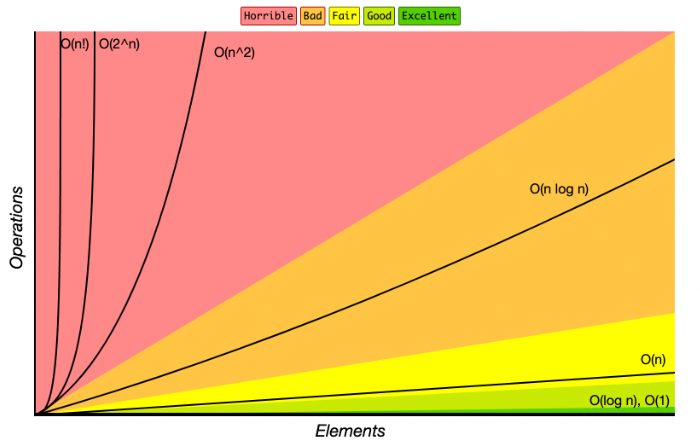 Horrible Bad Fair Good Excellent
O(n!) O(2^n) O(n^2)
O(n log n)
O(n)
O(log n), O(1)
Operations
Elements